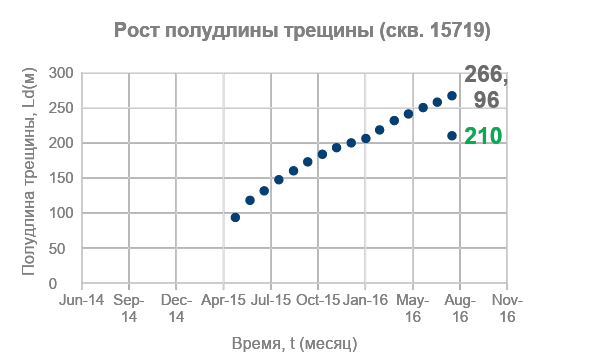 Рост полудлины трещины (скв. 15719)
Полудлина трещины, Ld(м)
300
250
200
150
100
50
0
266,
96
210
Jun-14 Sep- Dec- Apr-15 Jul-15 Oct-15 Jan-16 May- Aug- Nov-
14 14 16 16 16
Время, t (месяц)